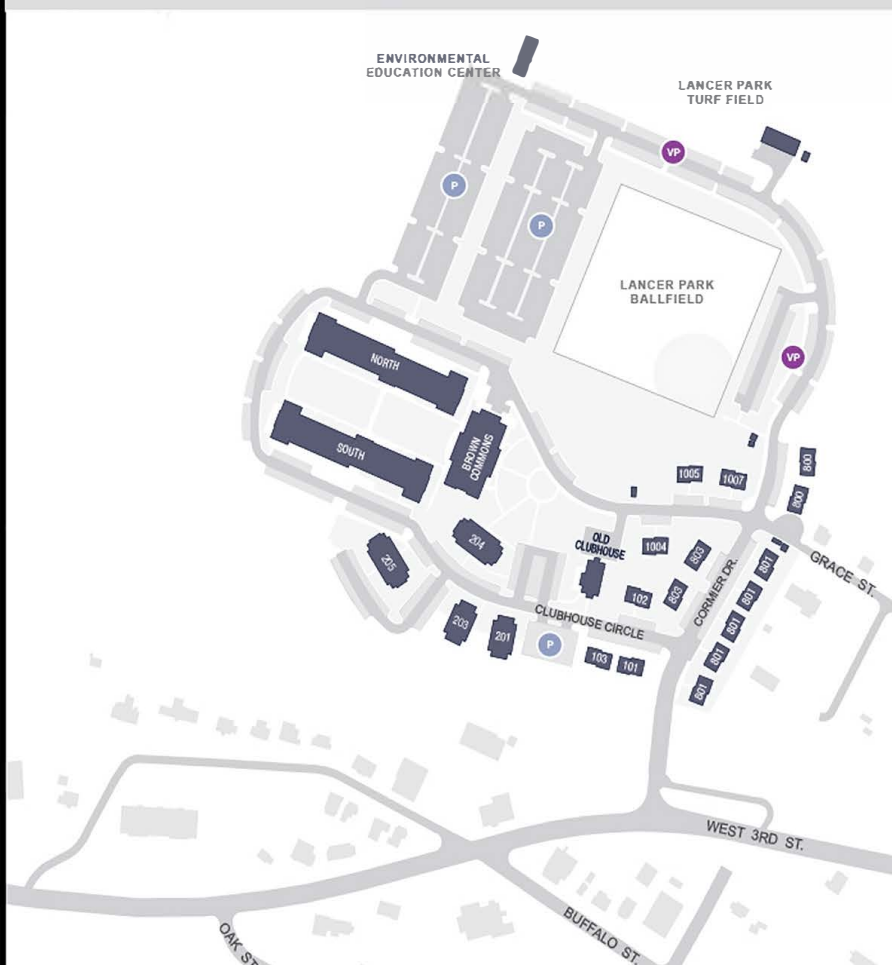 ENVIRONMENTAL
EDUCATION CENTER
LANCER PARK
TURF FIELD
VP
P
P
LANCER PARK
BALLFIELD
VP
NORTH
SOUTH
BROWN
COMMONS
1005
1007
800
800
OLD
CLUBHOUSE
204
205
1004
803
803
102
801
801
801
801
801
CORMIER DR.
GRACE ST.
203
201
P
CLUBHOUSE CIRCLE
103
101
WEST 3RD ST.
BUFFALO ST.
OAK ST